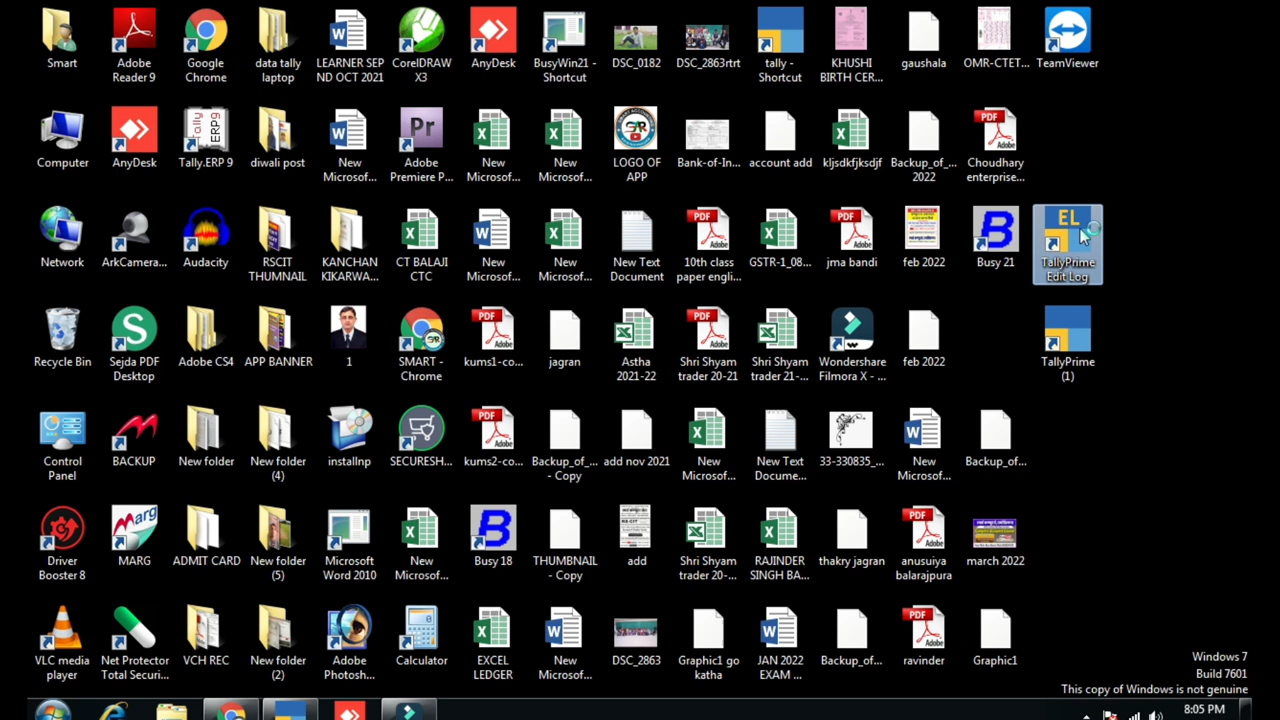 Smart
Adobe
Reader 9
Google
Chrome
data tally
laptop
LEARNER SEP
ND OCT 2021
CorelDRAW
X3
AnyDesk
BusyWin21 -
Shortcut
DSC_0182
DSC_2863rtrt
tally -
Shortcut
KHUSHI
BIRTH CER...
gaushala
OMR-CTET...
TeamViewer
Computer
AnyDesk
Tally.ERP 9
diwali post
New
Microsof...
Adobe
Premiere P...
New
Microsof...
New
Microsof...
LOGO OF
APP
Bank-of-In...
account add
kljsdkfjksdjf
Backup_of_...
2022
Choudhary
enterprise...
Network
ArkCamera...
Audacity
RSCIT
THUMNAIL
KANCHAN
KIKARWA...
CT BALAJI
CTC
New
Microsof...
New
Microsof...
New Text
Document
10th class
paper engli...
GSTR-1_08...
jma bandi
feb 2022
Busy 21
EL
TallyPrime
Edit Log
Recycle Bin
Sejda PDF
Desktop
Adobe CS4
APP BANNER
1
SMART -
Chrome
kums1-co...
jagran
Astha
2021-22
Shri Shyam
trader 20-21
Shri Shyam
trader 21-...
Wondershare
Filmora X - ...
feb 2022
TallyPrime
(1)
Control
Panel
BACKUP
New folder
New folder
(4)
installnp
SECURESH...
kums2-co...
Backup_of_...
- Copy
add nov 2021
New
Microsof...
New Text
Docume...
33-330835_...
New
Microsof...
Backup_of...
Driver
Booster 8
MARG
ADMIT CARD
New folder
(5)
Microsoft
Word 2010
New
Microsof...
Busy 18
THUMBNAIL
- Copy
add
Shri Shyam
trader 20-...
RAJINDER
SINGH BA...
thakry jagran
anusuiya
balarajpura
march 2022
VLC media
player
Net Protector
Total Securi...
VCH REC
New folder
(2)
Adobe
Photosh...
Calculator
EXCEL
LEDGER
New
Microsof...
DSC_2863
Graphic1 go
katha
JAN 2022
EXAM ...
Backup_of...
ravinder
Graphic1
Windows 7
Build 7601
This copy of Windows is not genuine
8:05 PM